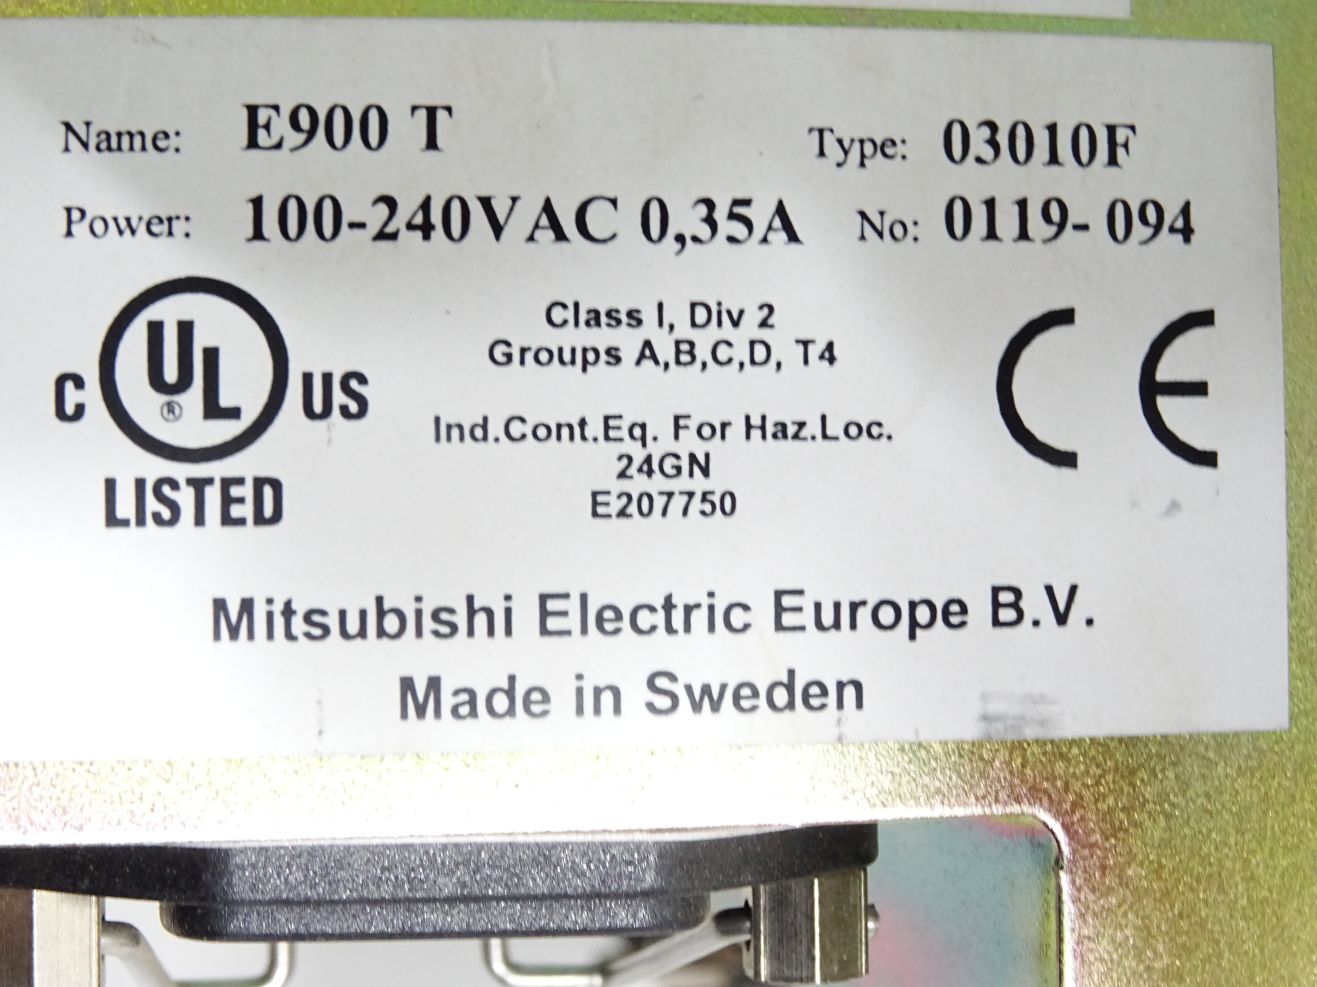 Name: E900 T Type: 03010F
Power: 100-240VAC 0,35A No: 0119-094
Class I, Div 2
Groups A,B,C,D, T4
C UL ® US
LISTED
Ind.Cont.Eq. For Haz.Loc.
24GN
E207750
CE
Mitsubishi Electric Europe B.V.
Made in Sweden